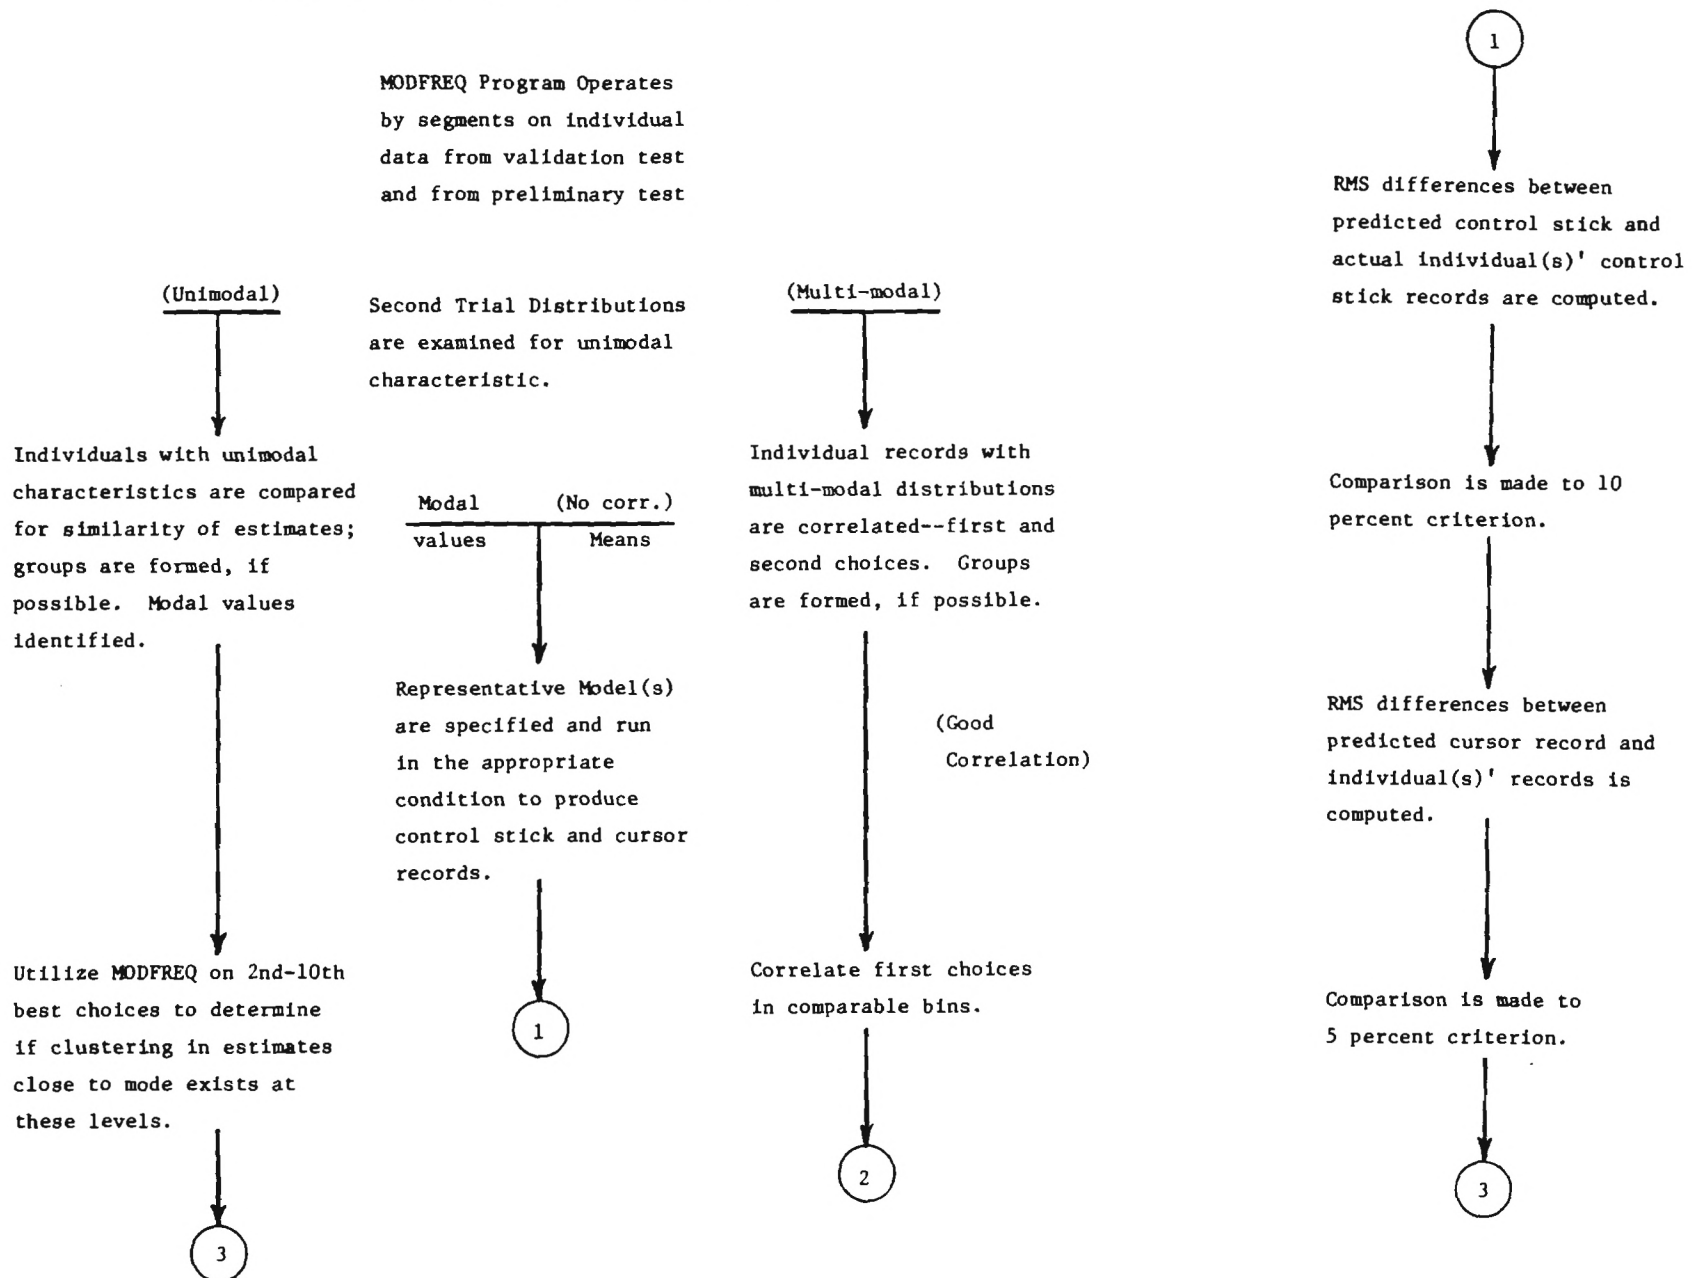 MODFREQ Program Operates
by segments on individual
data from validation test
and from preliminary test
(Unimodal)
Second Trial Distributions
are examined for unimodal
characteristic.
(Multi-modal)
Individuals with unimodal
characteristics are compared
for similarity of estimates;
groups are formed, if
possible. Modal values
identified.
Modal (No corr.)
values Means
Individual records with
multi-modal distributions
are correlated--first and
second choices. Groups
are formed, if possible.
Representative Model(s)
are specified and run
in the appropriate
condition to produce
control stick and cursor
records.
(Good
Correlation)
Utilize MODFREQ on 2nd-10th
best choices to determine
if clustering in estimates
close to mode exists at
these levels.
1
Correlate first choices
in comparable bins.
2
3
1
RMS differences between
predicted control stick and
actual individual(s)' control
stick records are computed.
Comparison is made to 10
percent criterion.
RMS differences between
predicted cursor record and
individual(s)' records is
computed.
Comparison is made to
5 percent criterion.
3